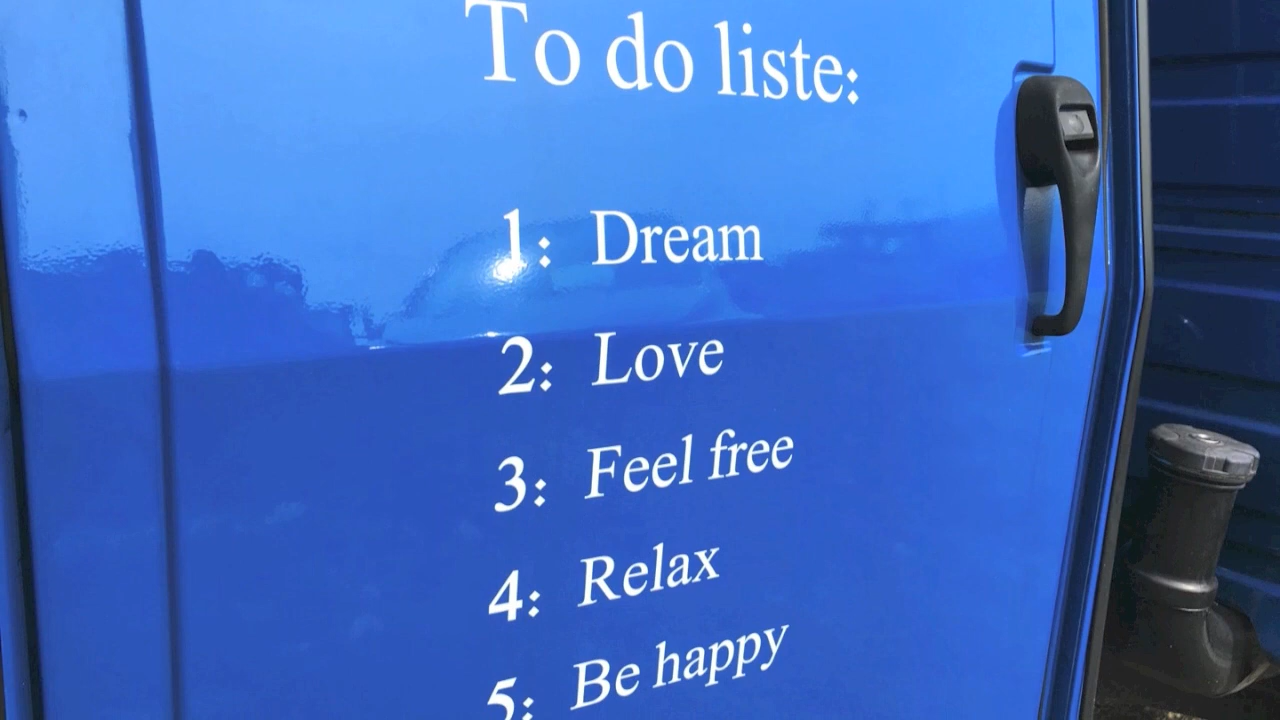 To do liste:
1: Dream
2: Love
3: Feel free
4: Relax
5: Be happy